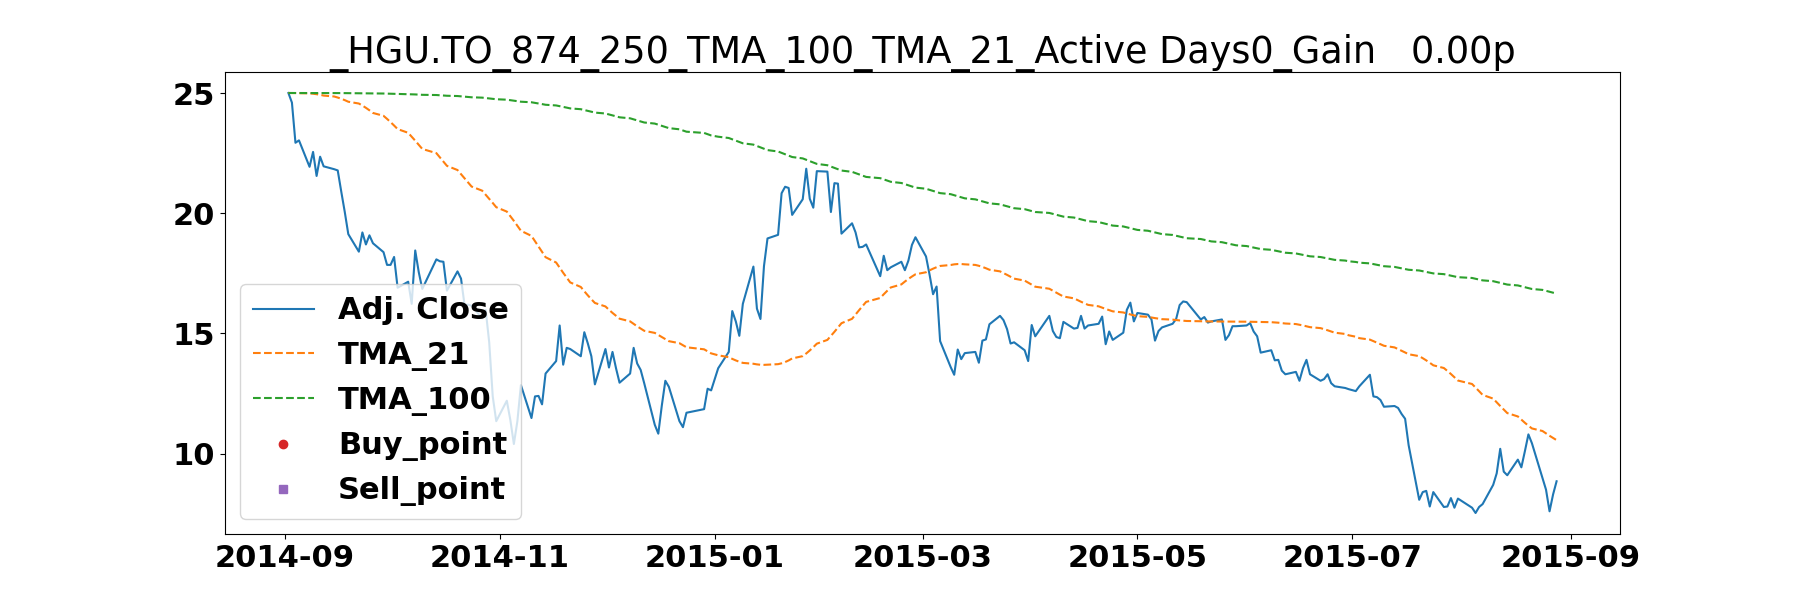 _HGU.TO_874_250_TMA_100_TMA_21_Active Days0_Gain   0.00p
25
20
15
10
Adj. Close
TMA_21
TMA_100
Buy_point
Sell_point
2014-09 2014-11 2015-01 2015-03 2015-05 2015-07 2015-09